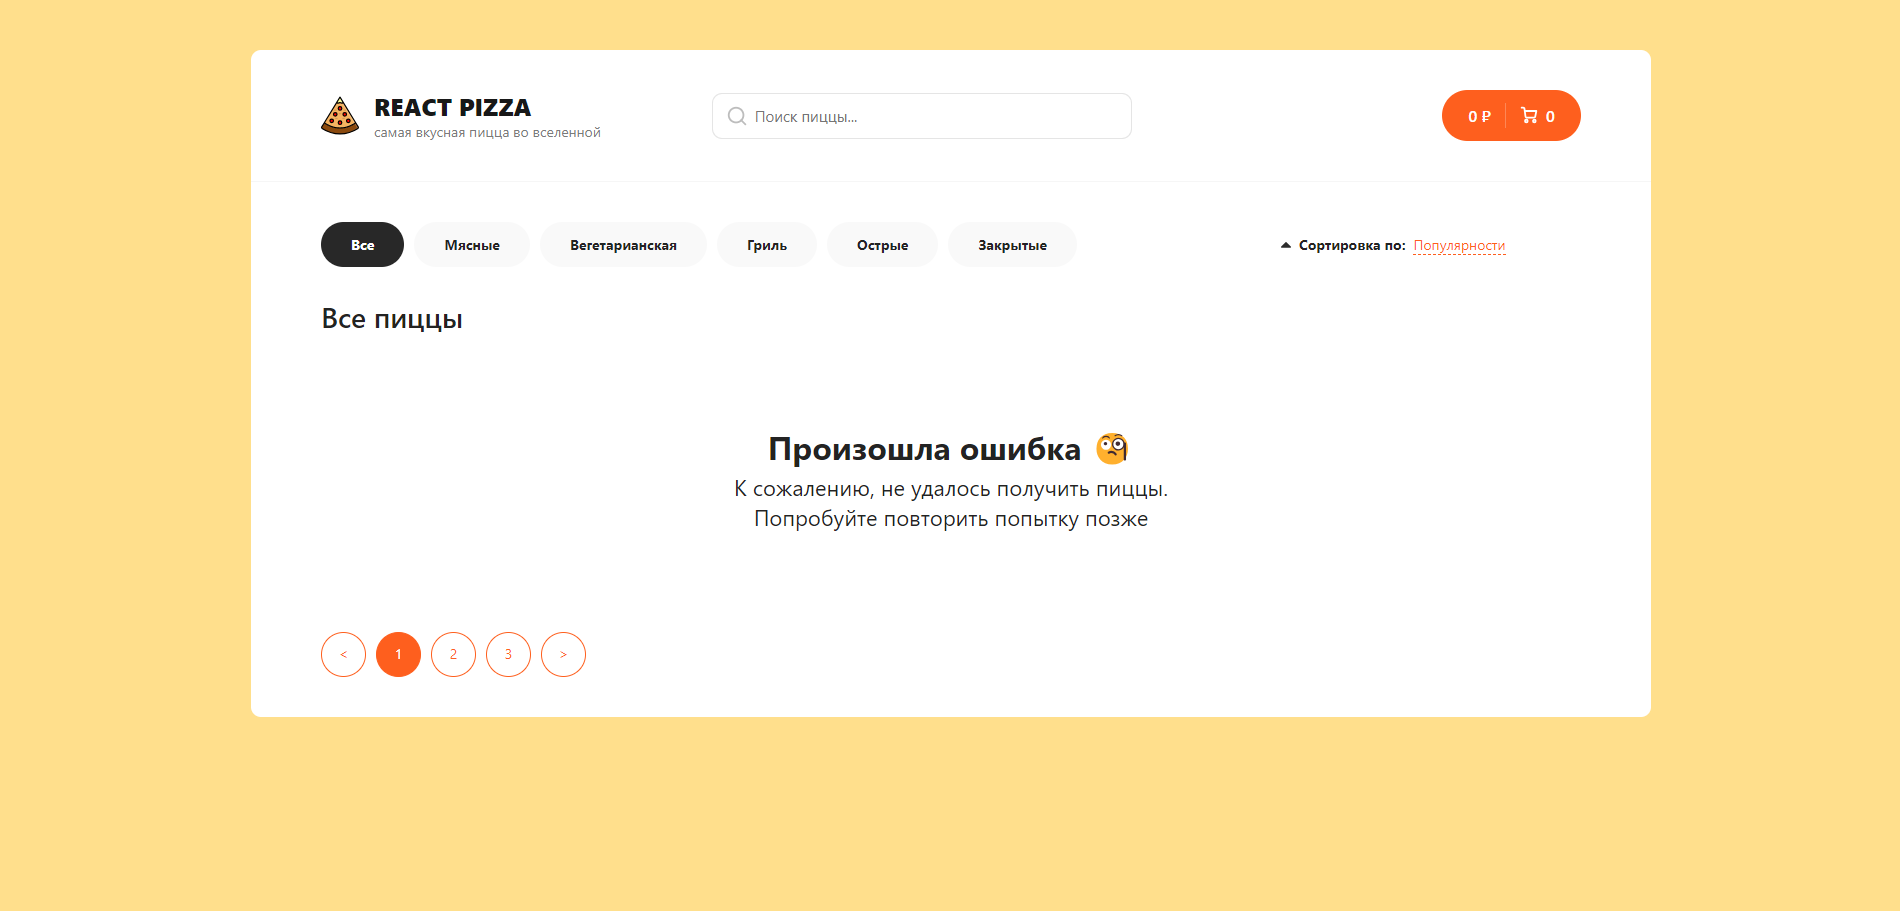 REACT PIZZA
самая вкусная пицца во вселенной
Поиск пиццы...
0 ₽ 0
Все Мясные Вегетарианская Гриль Острые Закрытые Сортировка по: Популярности
Все пиццы
Произошла ошибка 🧐
К сожалению, не удалось получить пиццы.
Попробуйте повторить попытку позже
< 1 2 3 >